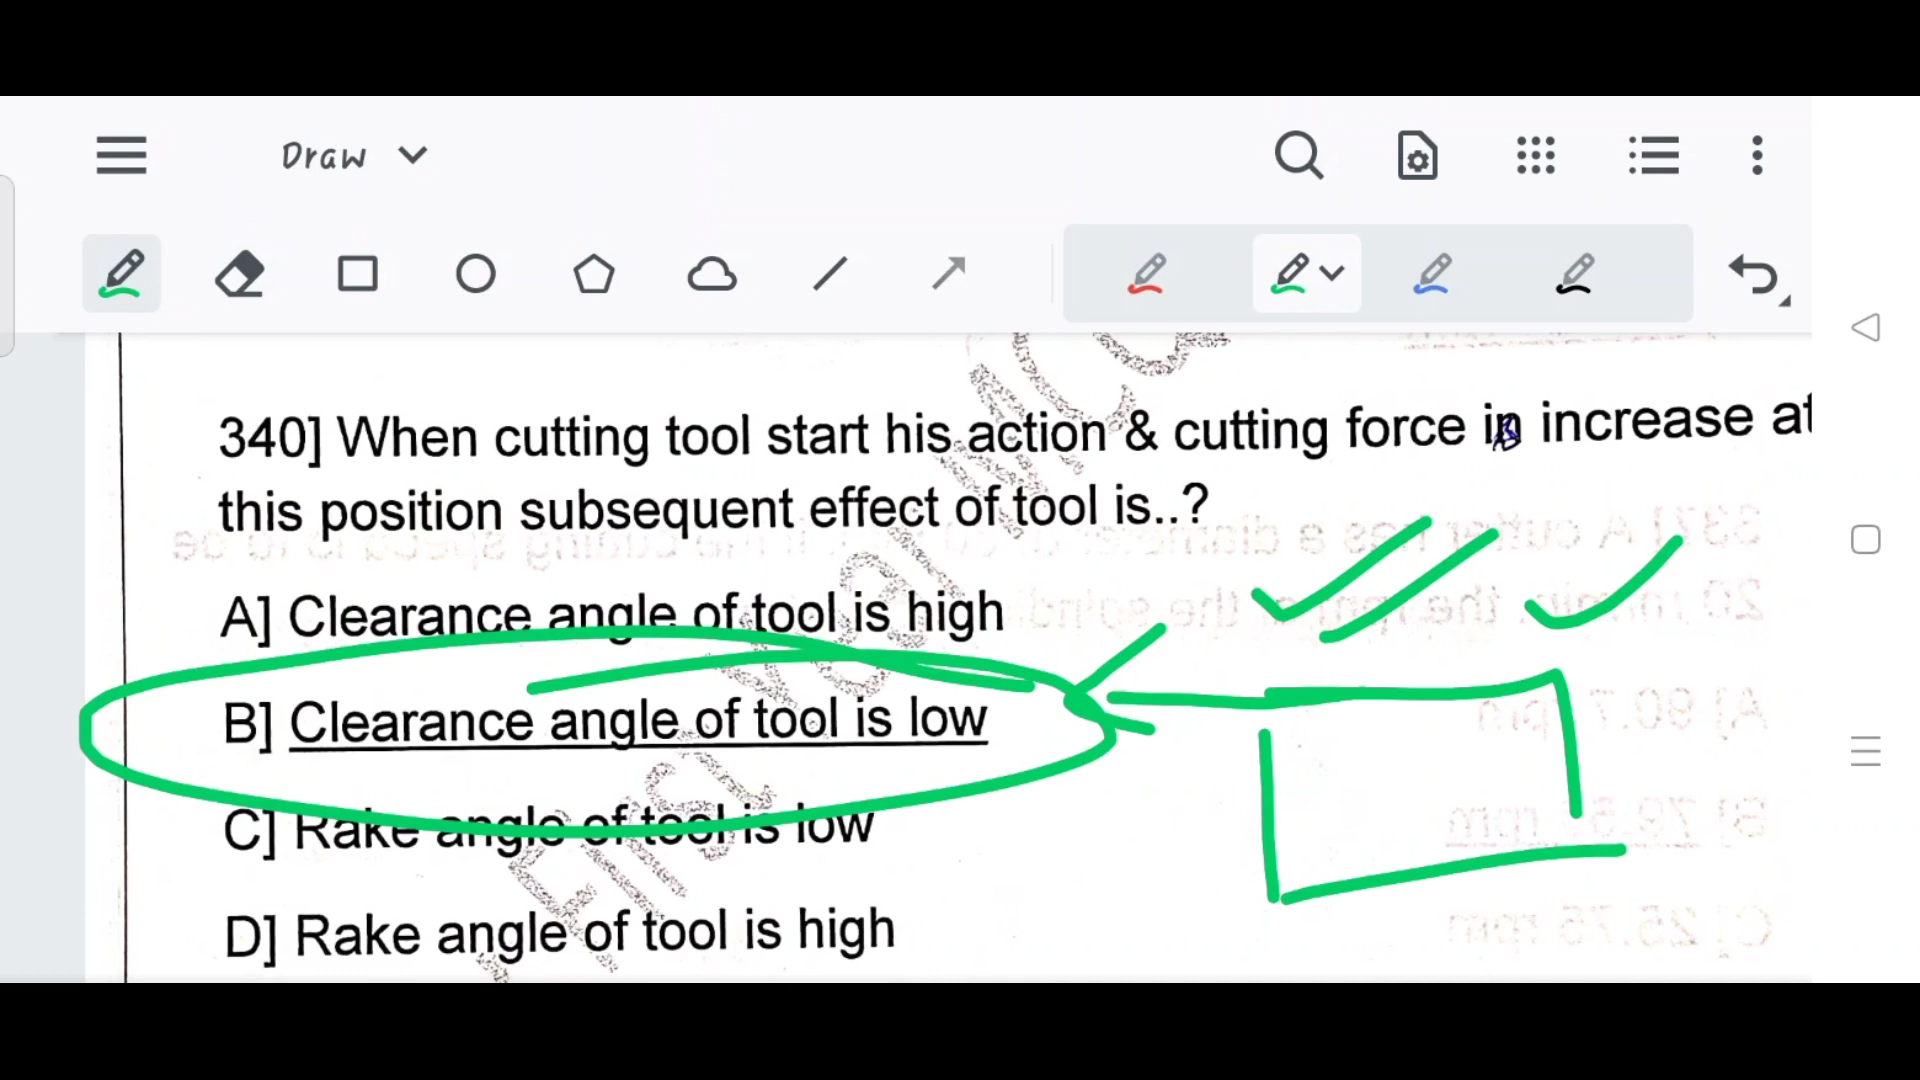 Draw
340] When cutting tool start his action & cutting force is increase at
this position subsequent effect of tool is..?
A] Clearance angle of tool is high
B] Clearance angle of tool is low
C] Rake angle of tool is low
D] Rake angle of tool is high